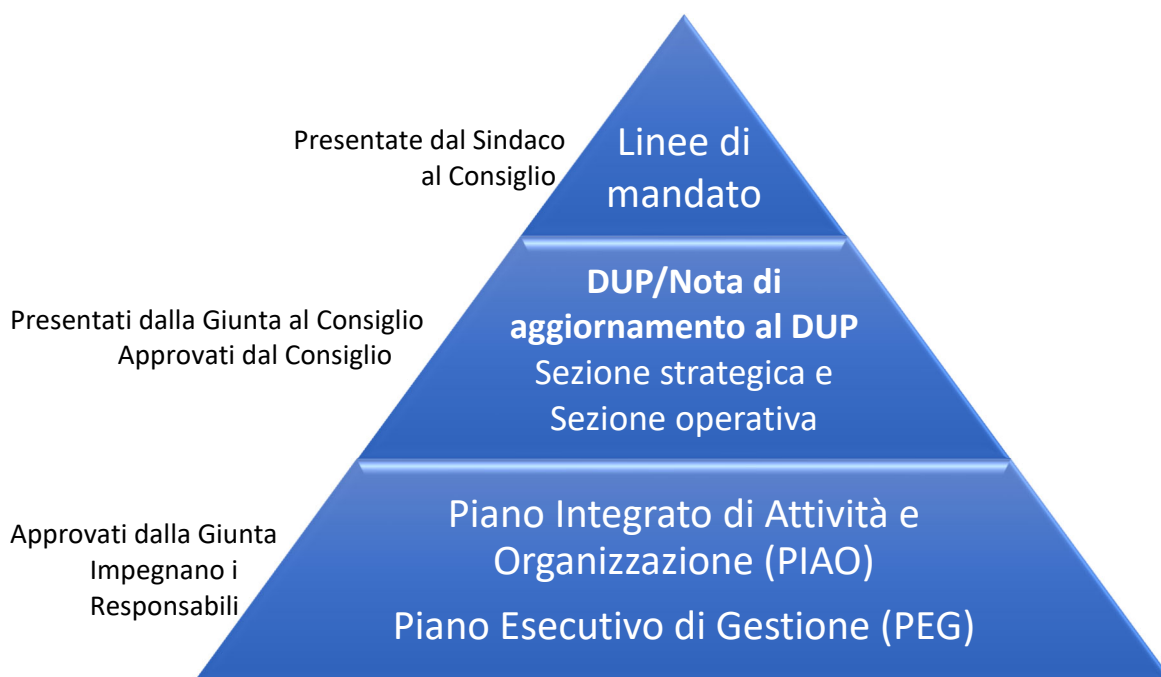 Presentate dal Sindaco
al Consiglio
Linee di
mandato
Presentati dalla Giunta al Consiglio
Approvati dal Consiglio
DUP/Nota di
aggiornamento al DUP
Sezione strategica e
Sezione operativa
Approvati dalla Giunta
Impegnano i
Responsabili
Piano Integrato di Attività e
Organizzazione (PIAO)
Piano Esecutivo di Gestione (PEG)